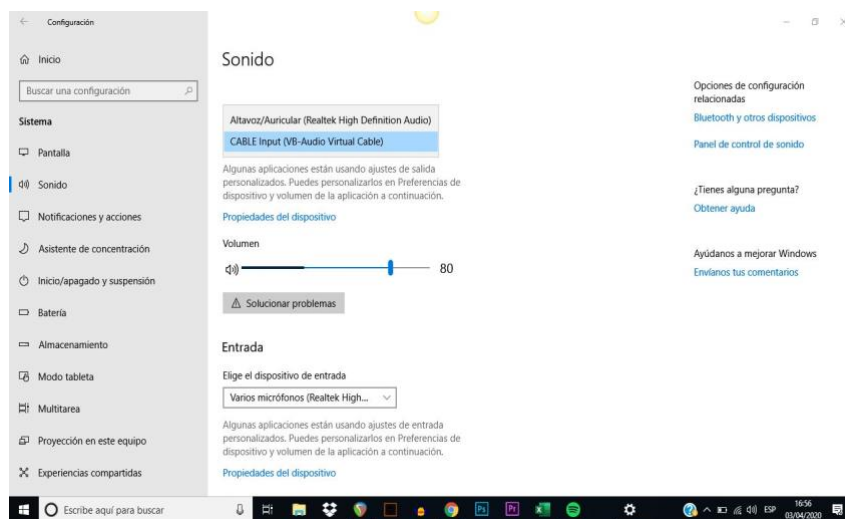 Configuración
Inicio
Buscar una configuración
Sistema
Pantalla
Sonido
Notificaciones y acciones
Asistente de concentración
Inicio/apagado y suspensión
Batería
Almacenamiento
Modo tableta
Multitarea
Proyección en este equipo
Experiencias compartidas
Sonido
Altavoz/Auricular (Realtek High Definition Audio)
CABLE Input (VB-Audio Virtual Cable)
Algunas aplicaciones están usando ajustes de salida
personalizados. Puedes personalizarlos en Preferencias de
dispositivo y volumen de la aplicación a continuación.
Propiedades del dispositivo
Volumen
80
Solucionar problemas
Entrada
Elige el dispositivo de entrada
Varios micrófonos (Realtek High...
Algunas aplicaciones están usando ajustes de entrada
personalizados. Puedes personalizarlos en Preferencias de
dispositivo y volumen de la aplicación a continuación.
Propiedades del dispositivo
Opciones de configuración
relacionadas
Bluetooth y otros dispositivos
Panel de control de sonido
¿Tienes alguna pregunta?
Obtener ayuda
Ayúdanos a mejorar Windows
Envíanos tus comentarios
Escribe aquí para buscar
Ps
Pr
ESP
16:56
03/04/2020